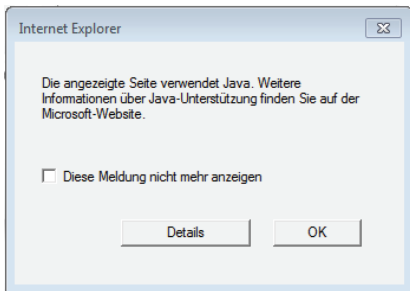 Internet Explorer
Die angezeigte Seite verwendet Java. Weitere
Informationen über Java-Unterstützung finden Sie auf der
Microsoft-Website.
Diese Meldung nicht mehr anzeigen
Details OK